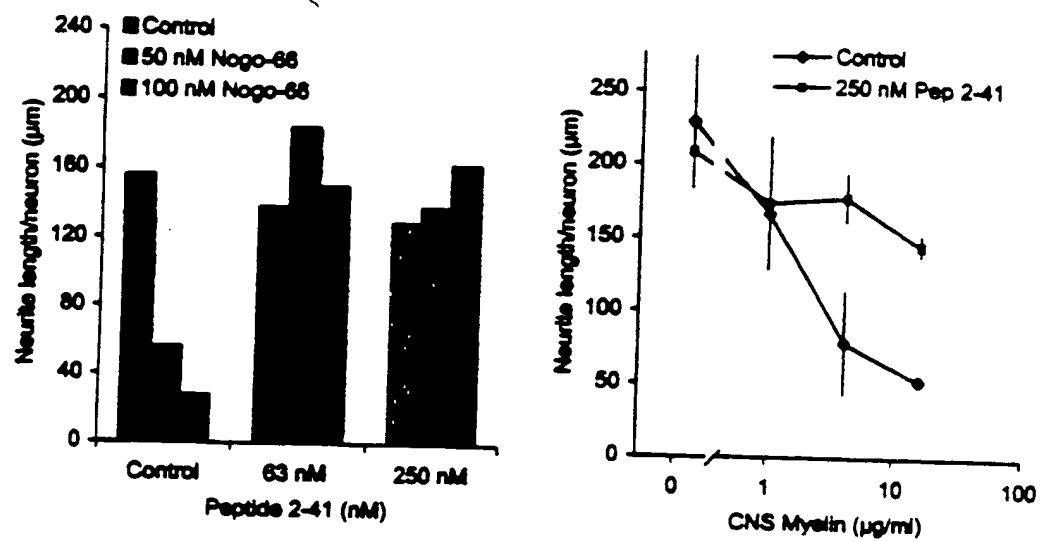 240
Control
50 nM Nogo-66
100 nM Nogo-66
200
160
120
80
40
0
Neurite length/neuron (µm)
Control 63 nM 250 nM
Peptide 2-41 (nM)
Control
250 nM Pep 2-41
250
200
150
100
50
0
Neurite length/neuron (µm)
0 1 10 100
CNS Myelin (µg/ml)